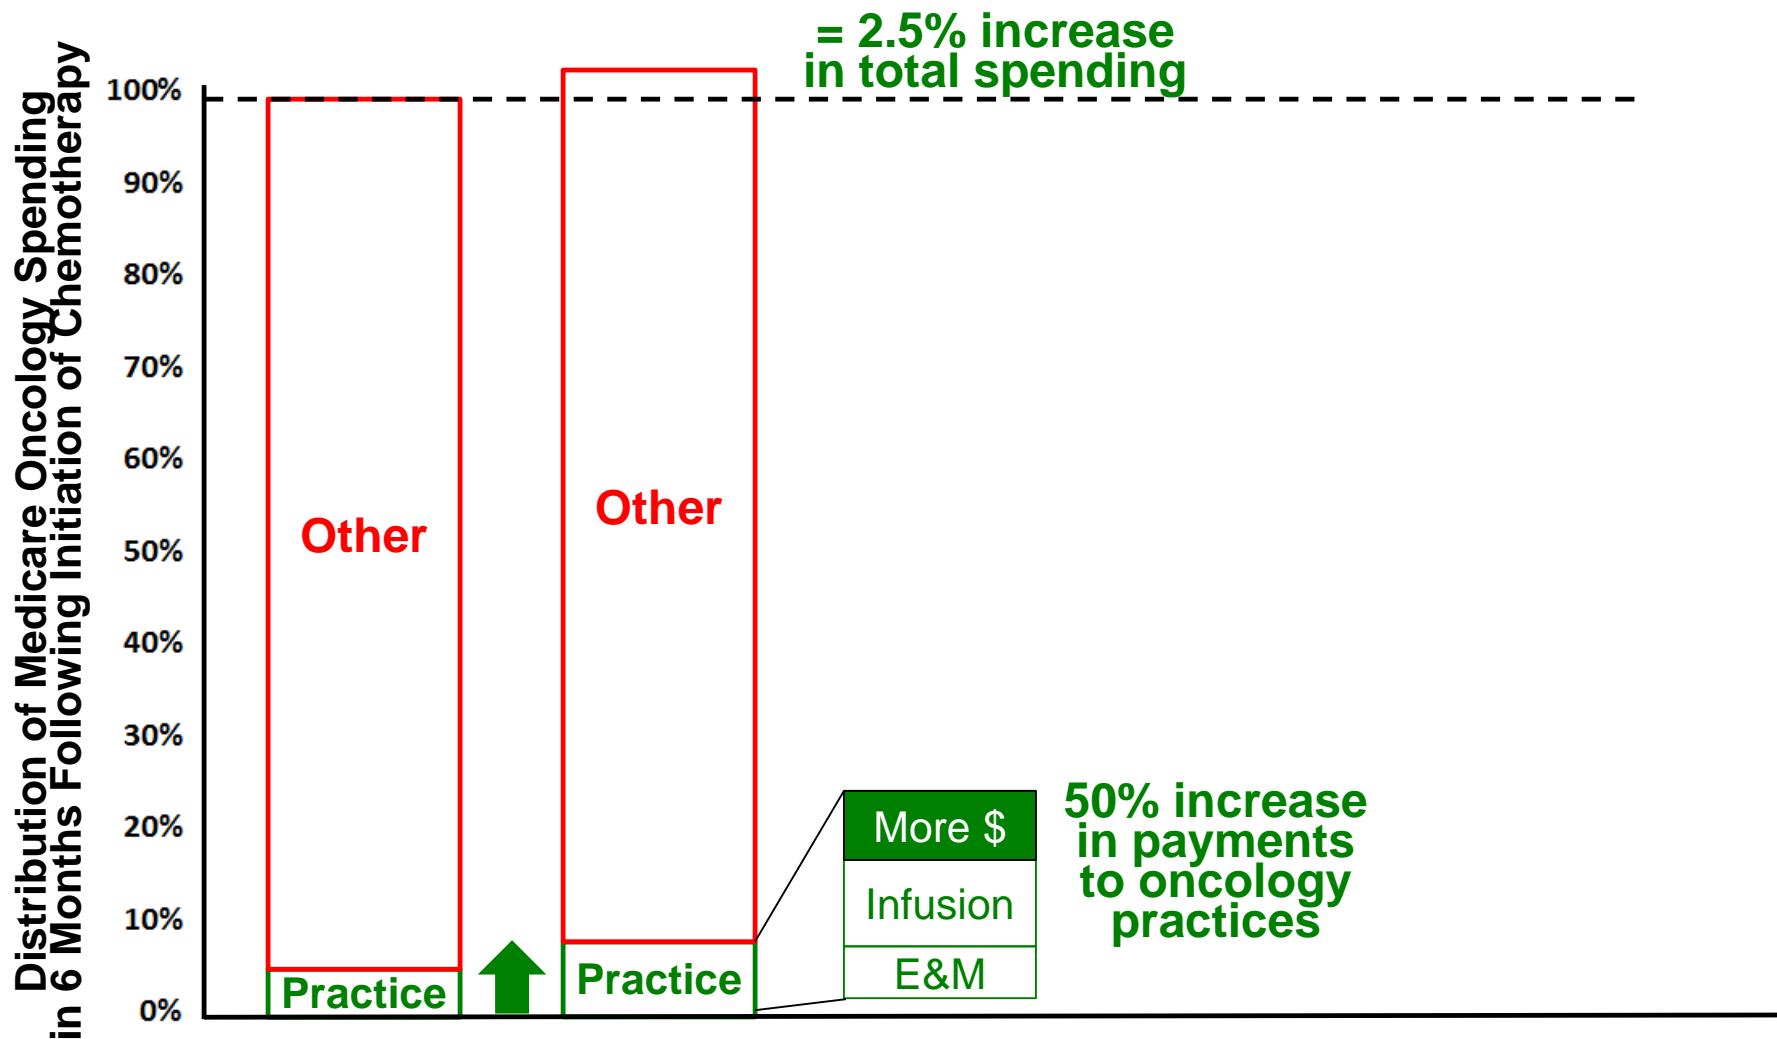 = 2.5% increase
in total spending
Distribution of Medicare Oncology Spending
in 6 Months Following Initiation of Chemotherapy
100%
90%
80%
70%
60%
50%
40%
30%
20%
10%
0%
Other
Other
Practice
Practice
More $
Infusion
E&M
50% increase
in payments
to oncology
practices